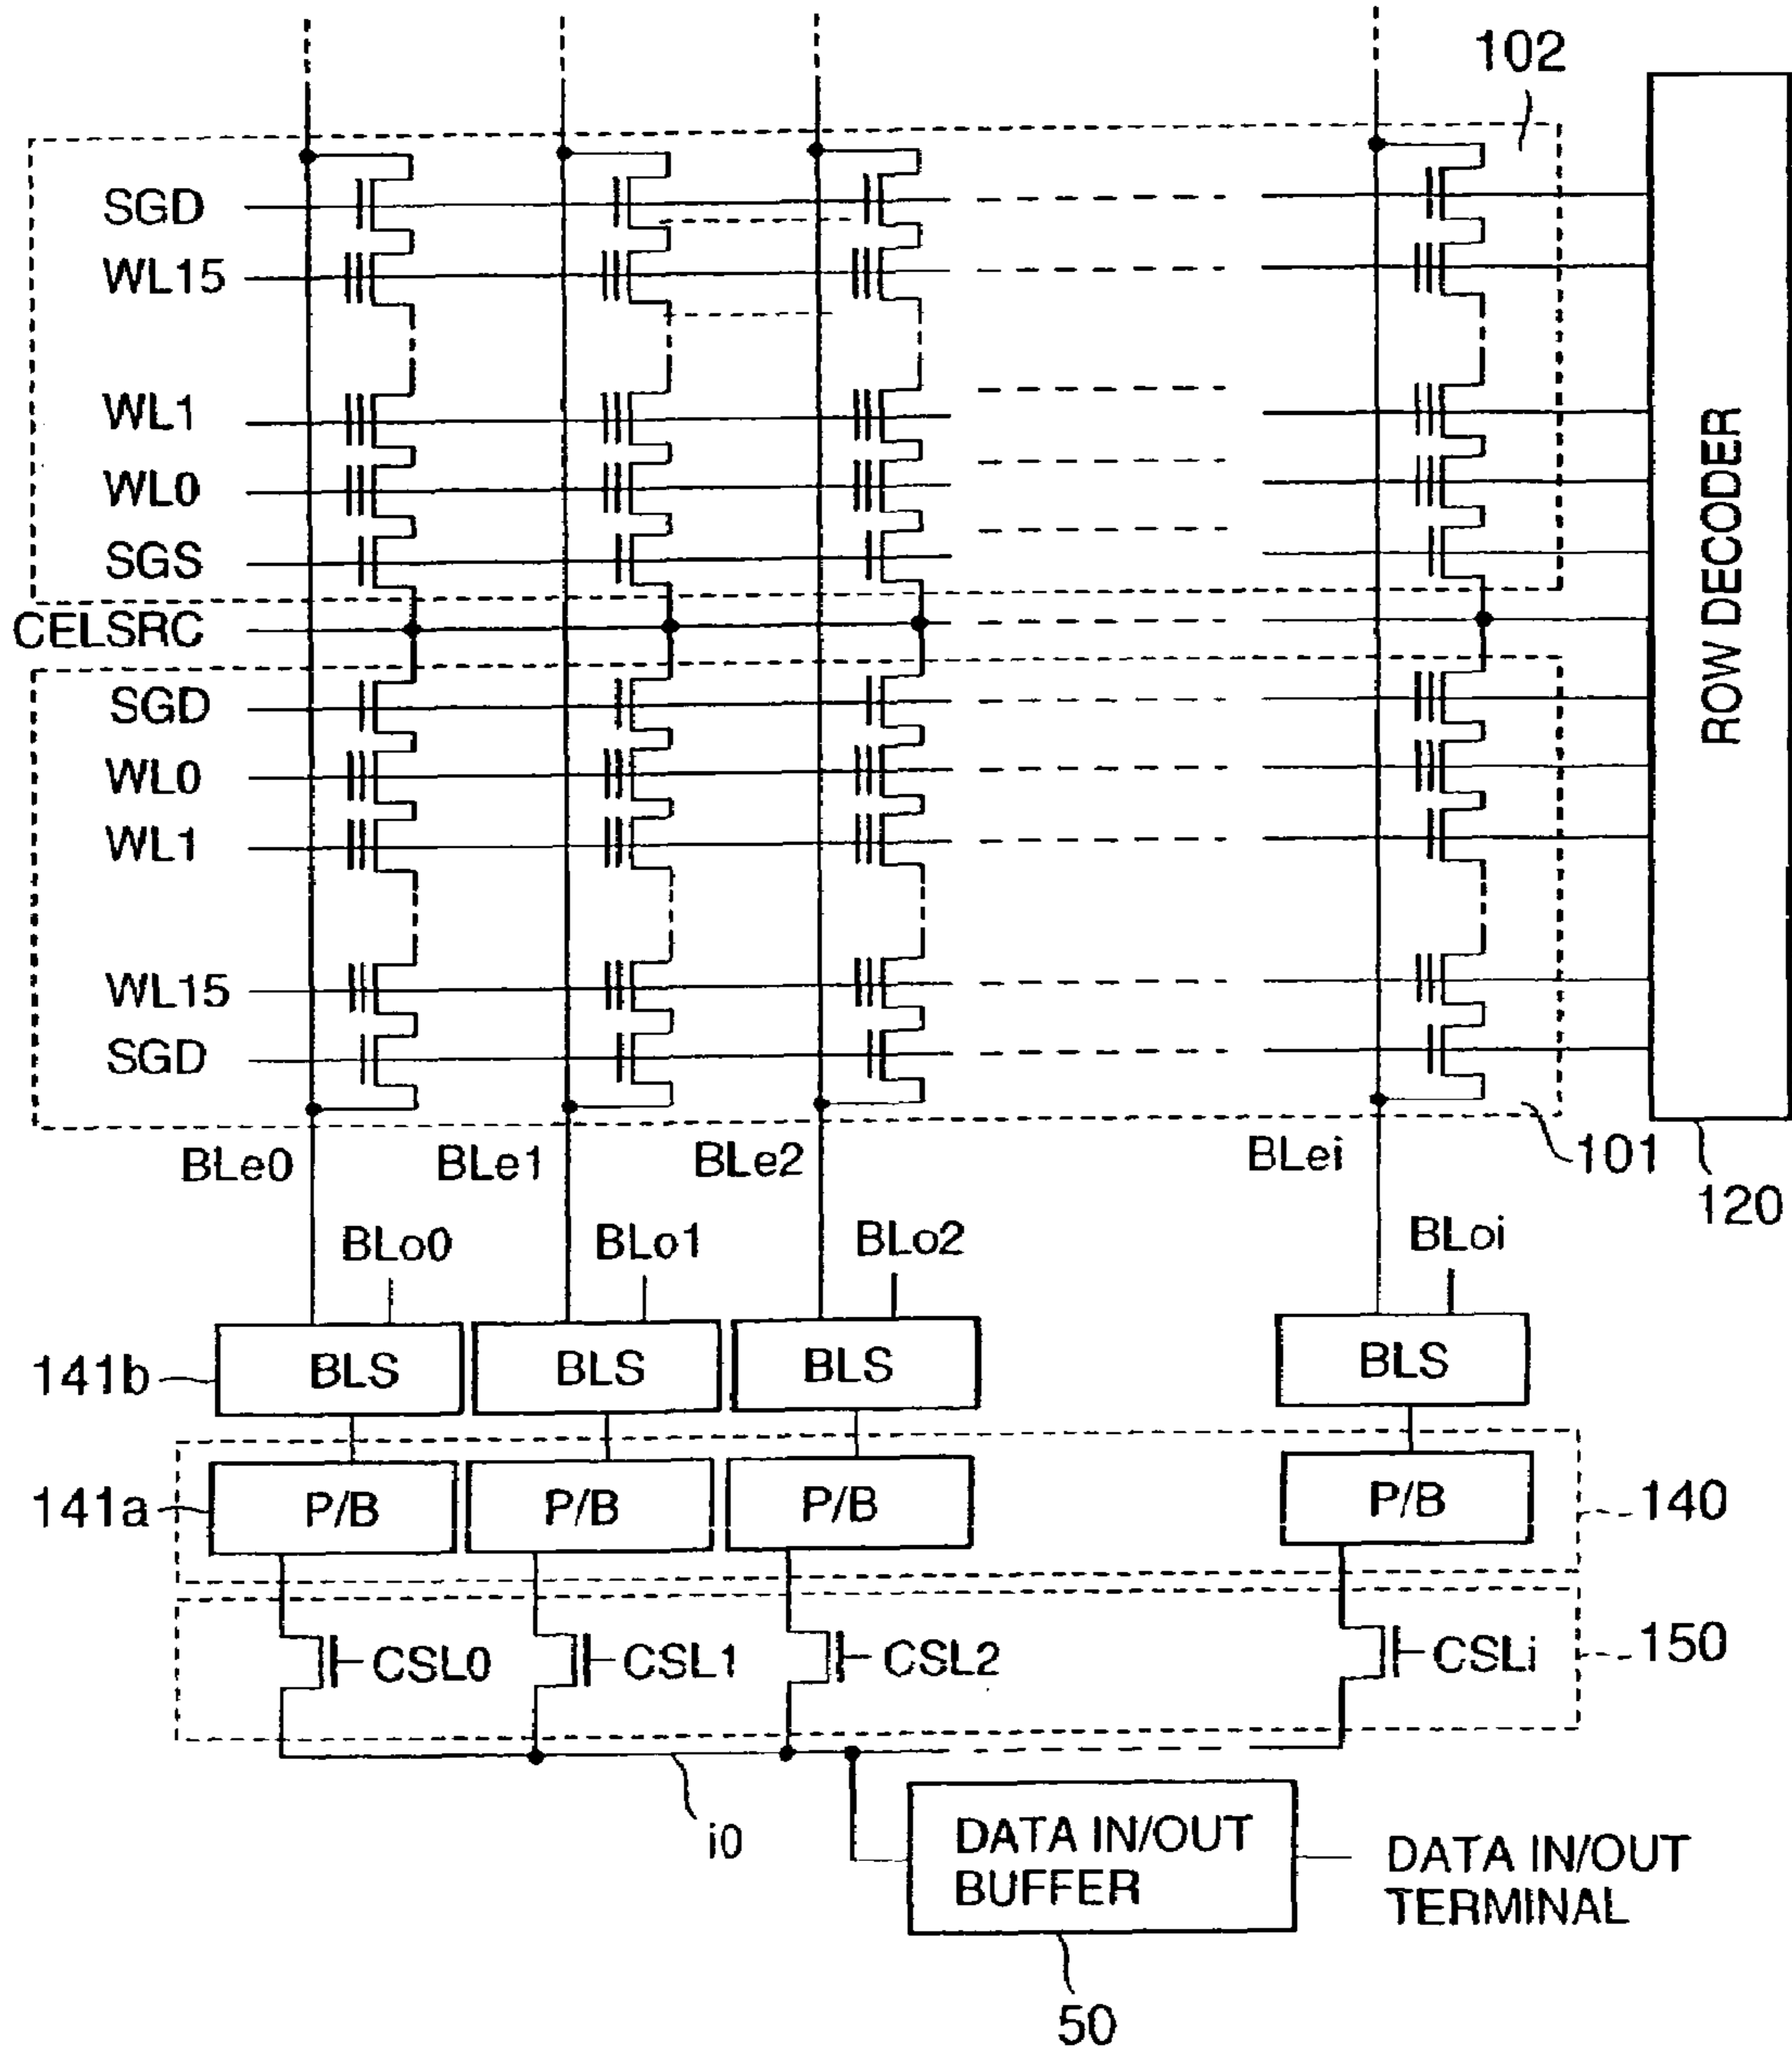 102
SGD
WL15
WL1
WL0
SGS
CELSRC
SGD
WL0
WL1
WL15
SGD
ROW DECODER
BLe0
BLe1
BLe2
BLei
101
120
BLo0
BLo1
BLo2
BLoi
141b
BLS
BLS
BLS
BLS
141a
P/B
P/B
P/B
P/B
140
CSL0
CSL1
CSL2
CSLi
150
i0
DATA IN/OUT
BUFFER
DATA IN/OUT
TERMINAL
50